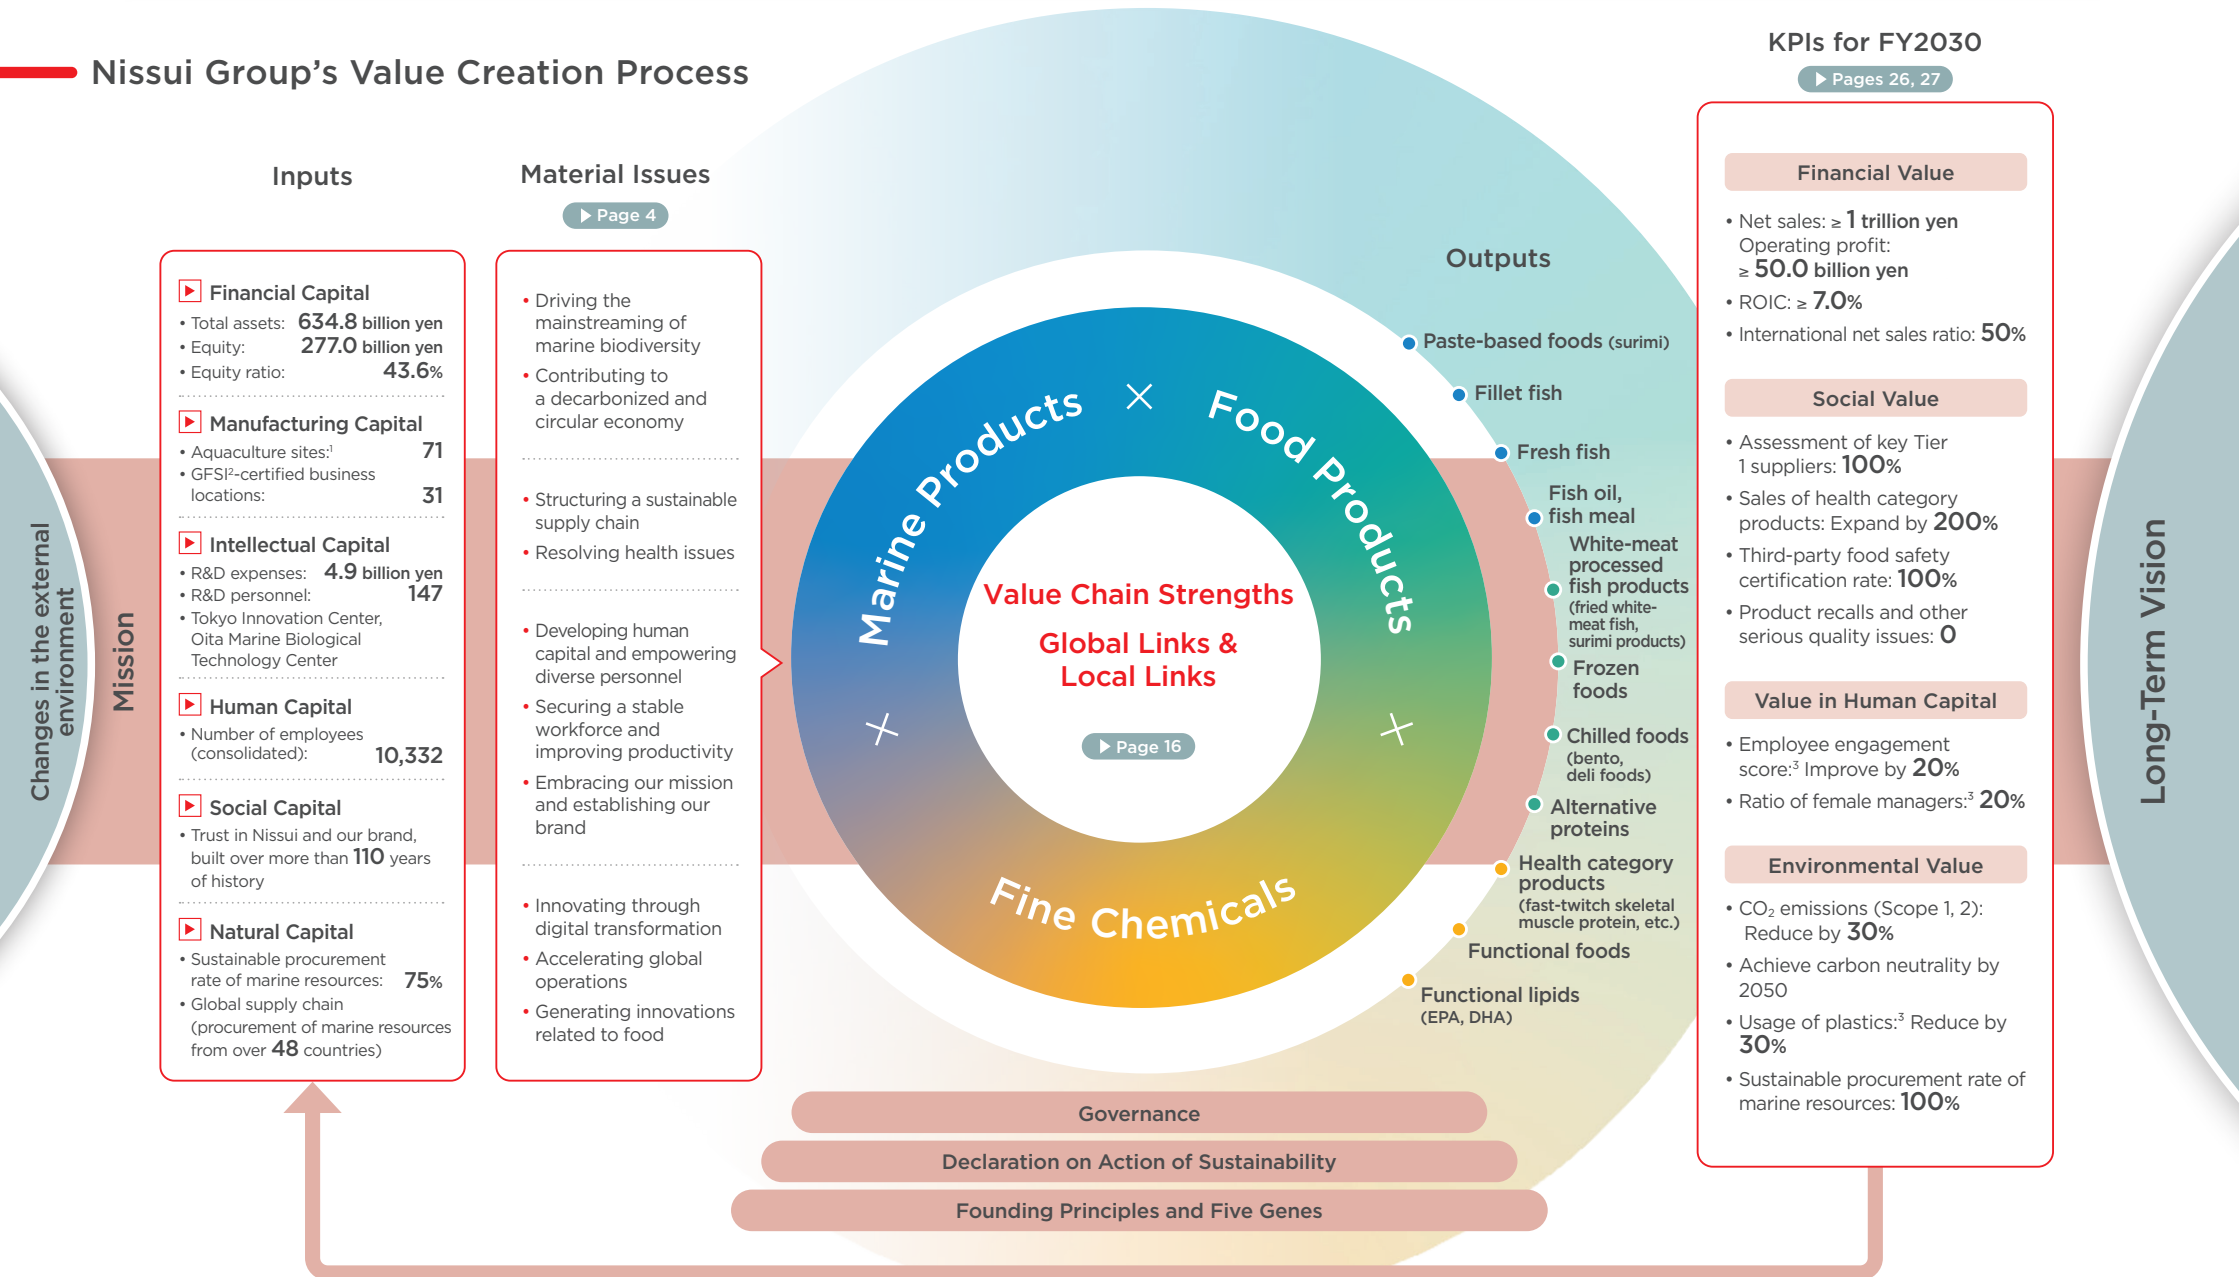 Nissui Group's Value Creation Process
Changes in the external
environment
Mission
Inputs
Financial Capital
• Total assets: 634.8 billion yen
• Equity: 277.0 billion yen
• Equity ratio: 43.6%
Manufacturing Capital
• Aquaculture sites:¹ 71
• GFSI²-certified business
locations: 31
Intellectual Capital
• R&D expenses: 4.9 billion yen
• R&D personnel: 147
• Tokyo Innovation Center,
Oita Marine Biological
Technology Center
Human Capital
• Number of employees
(consolidated): 10,332
Social Capital
• Trust in Nissui and our brand,
built over more than 110 years
of history
Natural Capital
• Sustainable procurement
rate of marine resources: 75%
• Global supply chain
(procurement of marine resources
from over 48 countries)
Material Issues
Page 4
• Driving the
mainstreaming of
marine biodiversity
• Contributing to
a decarbonized and
circular economy
• Structuring a sustainable
supply chain
• Resolving health issues
• Developing human
capital and empowering
diverse personnel
• Securing a stable
workforce and
improving productivity
• Embracing our mission
and establishing our
brand
• Innovating through
digital transformation
• Accelerating global
operations
• Generating innovations
related to food
Marine Products
×
Food Products
×
Fine Chemicals
×
Value Chain Strengths
Global Links &
Local Links
Page 16
Outputs
Paste-based foods (surimi)
Fillet fish
Fresh fish
Fish oil,
fish meal
White-meat
processed
fish products
(fried white-
meat fish,
surimi products)
Frozen
foods
Chilled foods
(bento,
deli foods)
Alternative
proteins
Health category
products
(fast-twitch skeletal
muscle protein, etc.)
Functional foods
Functional lipids
(EPA, DHA)
Governance
Declaration on Action of Sustainability
Founding Principles and Five Genes
KPIs for FY2030
Pages 26, 27
Financial Value
• Net sales: ≥ 1 trillion yen
Operating profit:
≥ 50.0 billion yen
• ROIC: ≥ 7.0%
• International net sales ratio: 50%
Social Value
• Assessment of key Tier
1 suppliers: 100%
• Sales of health category
products: Expand by 200%
• Third-party food safety
certification rate: 100%
• Product recalls and other
serious quality issues: 0
Value in Human Capital
• Employee engagement
score:³ Improve by 20%
• Ratio of female managers:³ 20%
Environmental Value
• CO₂ emissions (Scope 1, 2):
Reduce by 30%
• Achieve carbon neutrality by
2050
• Usage of plastics:³ Reduce by
30%
• Sustainable procurement rate of
marine resources: 100%
Long-Term Vision